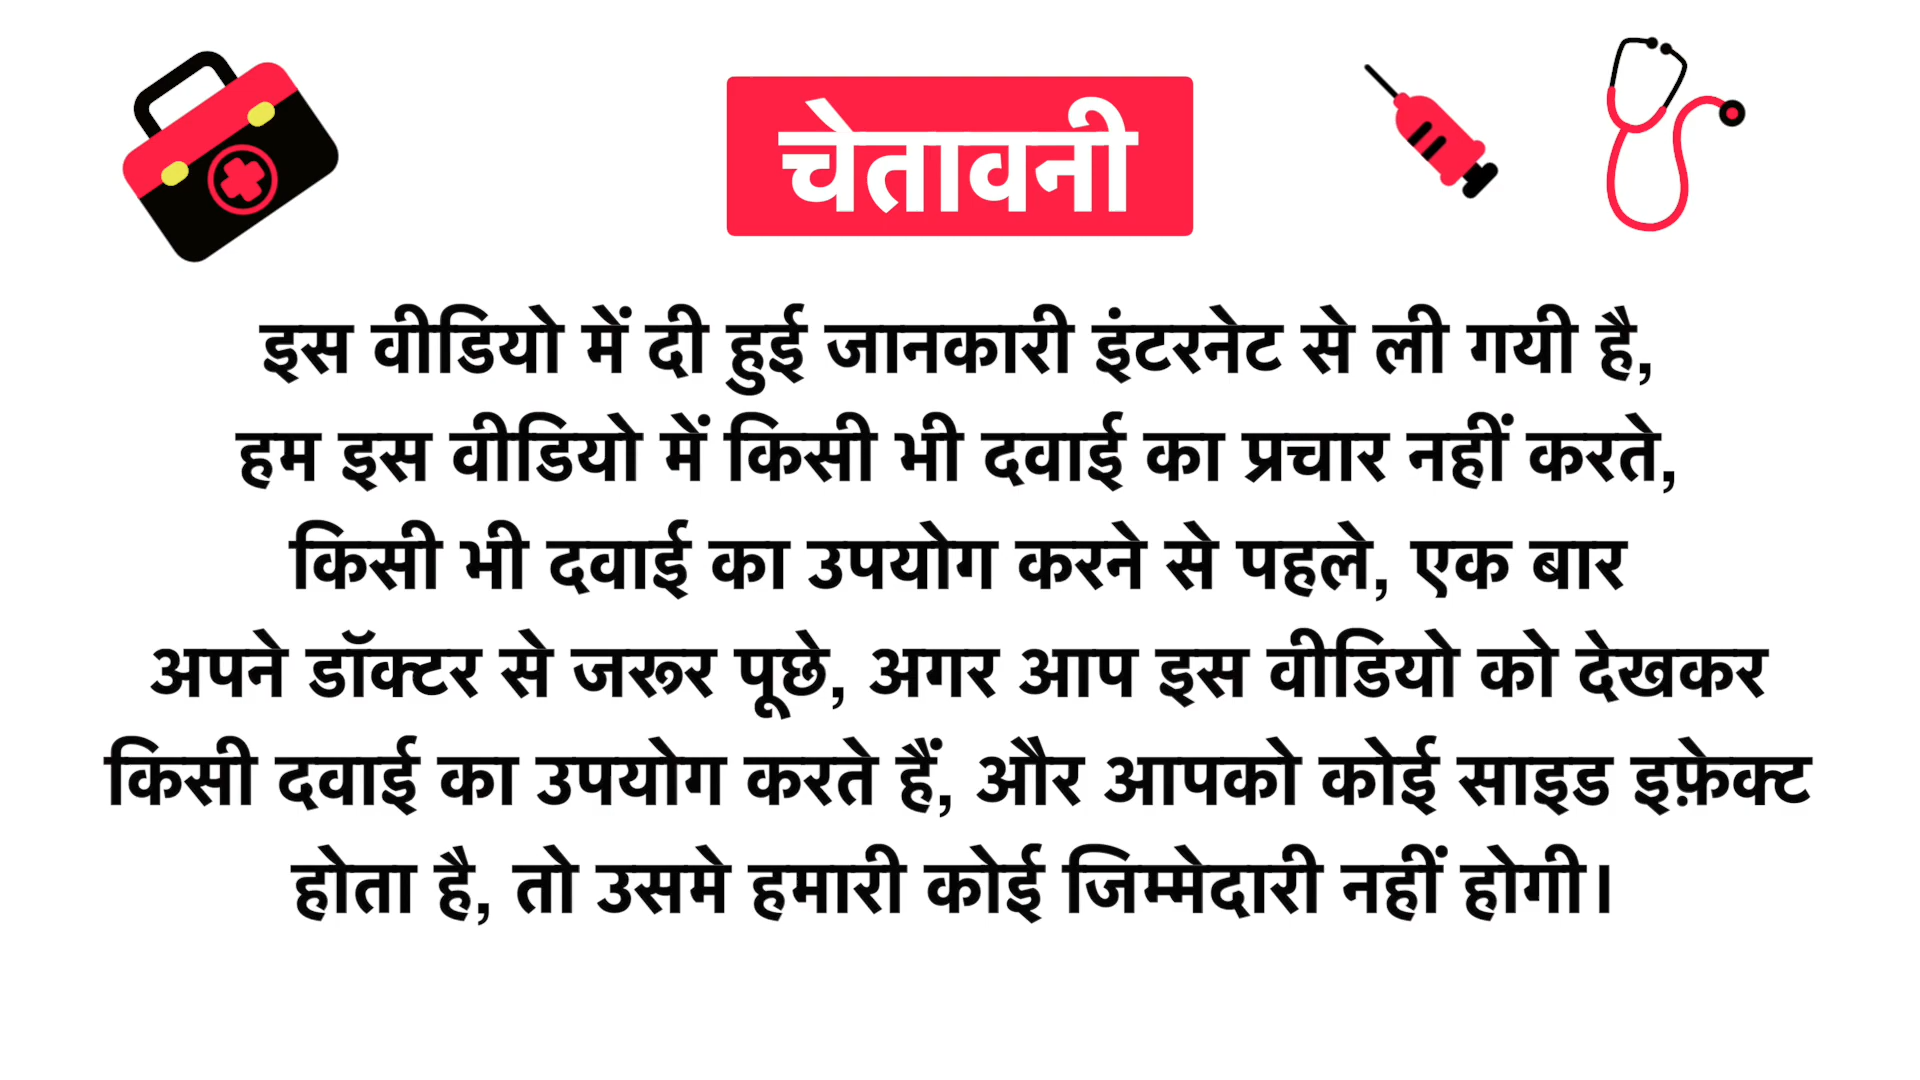 चेतावनी
इस वीडियो में दी हुई जानकारी इंटरनेट से ली गयी है,
हम इस वीडियो में किसी भी दवाई का प्रचार नहीं करते,
किसी भी दवाई का उपयोग करने से पहले, एक बार
अपने डॉक्टर से जरूर पूछे, अगर आप इस वीडियो को देखकर
किसी दवाई का उपयोग करते हैं, और आपको कोई साइड इफ़ेक्ट
होता है, तो उसमे हमारी कोई जिम्मेदारी नहीं होगी।